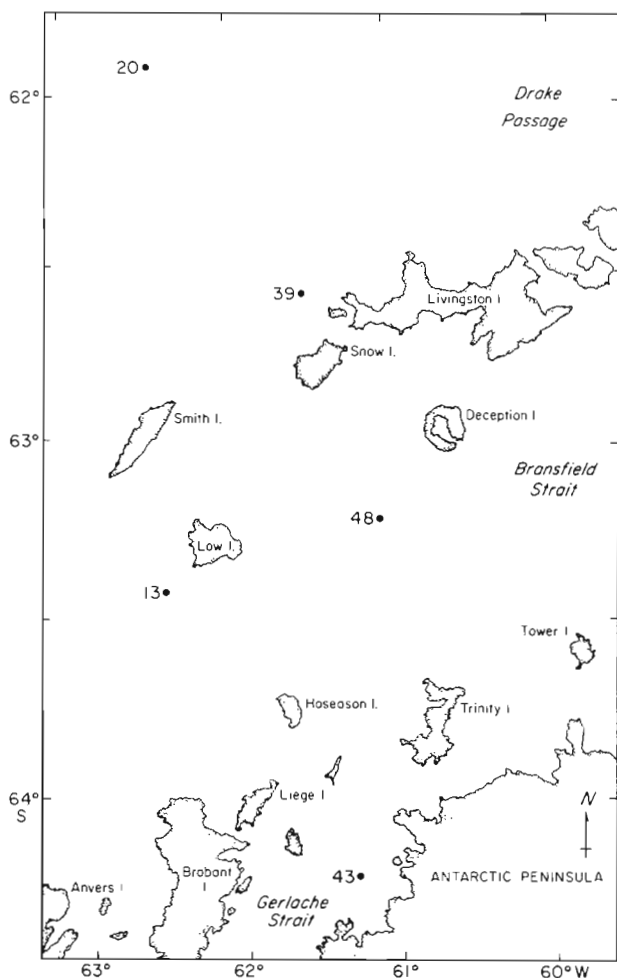 20
62°
Drake
Passage
39
Livingston I
Snow I.
Smith I.
Deception I
63°
Bransfield
Strait
48
Low I.
13
Tower I
Hoseason I.
Trinity I
64°
S
Liege I
N
Anvers I
Brabant
I
43
ANTARCTIC PENINSULA
Gerlache
Strait
63°
62°
61°
60° W